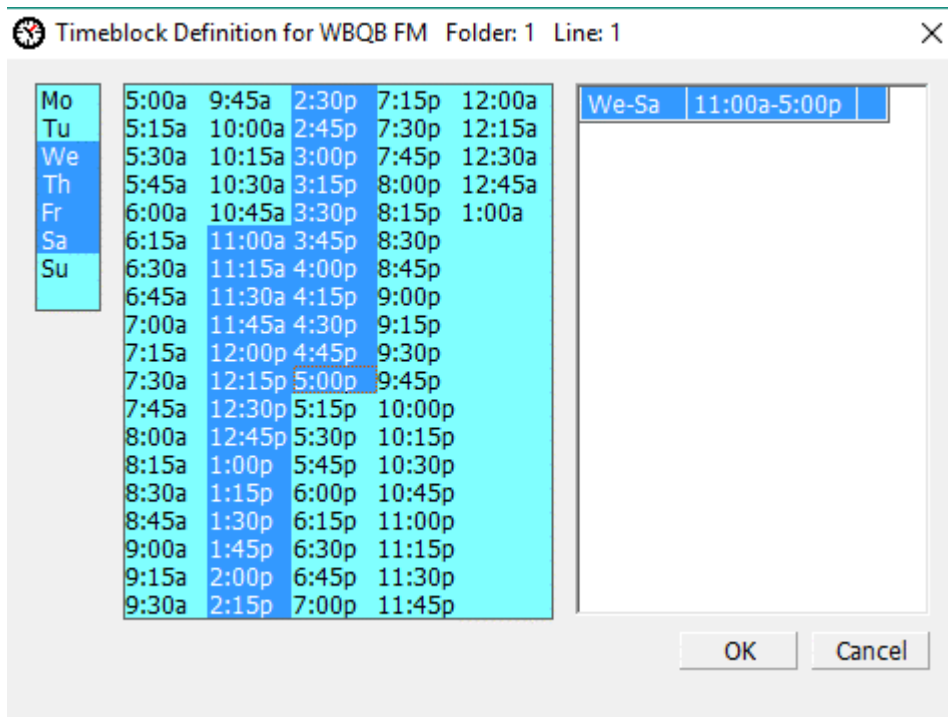 Timeblock Definition for WBQB FM Folder: 1 Line: 1
Mo 5:00a 9:45a 2:30p 7:15p 12:00a We-Sa 11:00a-5:00p
Tu 5:15a 10:00a 2:45p 7:30p 12:15a
We 5:30a 10:15a 3:00p 7:45p 12:30a
Th 5:45a 10:30a 3:15p 8:00p 12:45a
Fr 6:00a 10:45a 3:30p 8:15p 1:00a
Sa 6:15a 11:00a 3:45p 8:30p
Su 6:30a 11:15a 4:00p 8:45p
6:45a 11:30a 4:15p 9:00p
7:00a 11:45a 4:30p 9:15p
7:15a 12:00p 4:45p 9:30p
7:30a 12:15p 5:00p 9:45p
7:45a 12:30p 5:15p 10:00p
8:00a 12:45p 5:30p 10:15p
8:15a 1:00p 5:45p 10:30p
8:30a 1:15p 6:00p 10:45p
8:45a 1:30p 6:15p 11:00p
9:00a 1:45p 6:30p 11:15p
9:15a 2:00p 6:45p 11:30p
9:30a 2:15p 7:00p 11:45p
OK Cancel